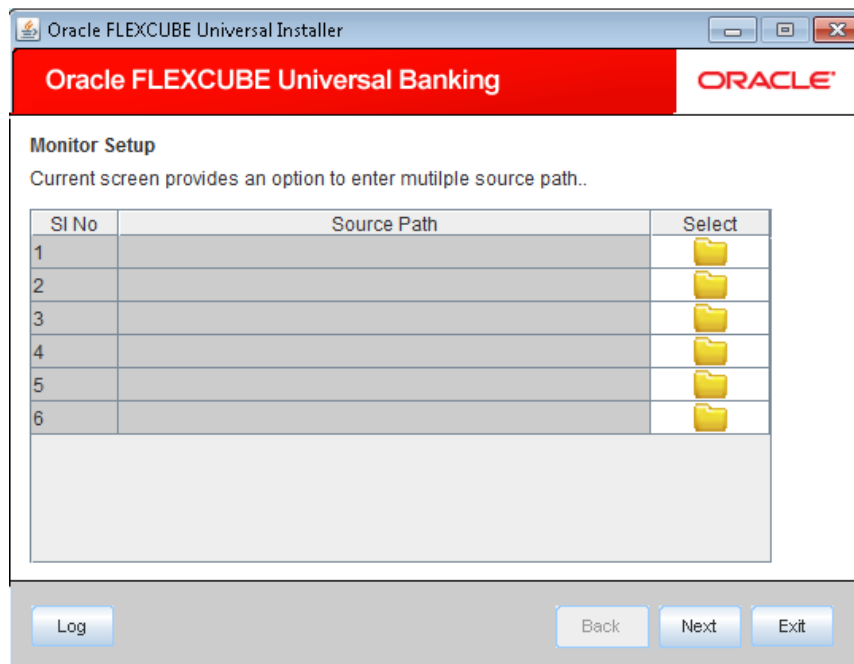 Oracle FLEXCUBE Universal Installer
Oracle FLEXCUBE Universal Banking
ORACLE
Monitor Setup
Current screen provides an option to enter mutilple source path..
SI No Source Path Select
1
2
3
4
5
6
Log Back Next Exit